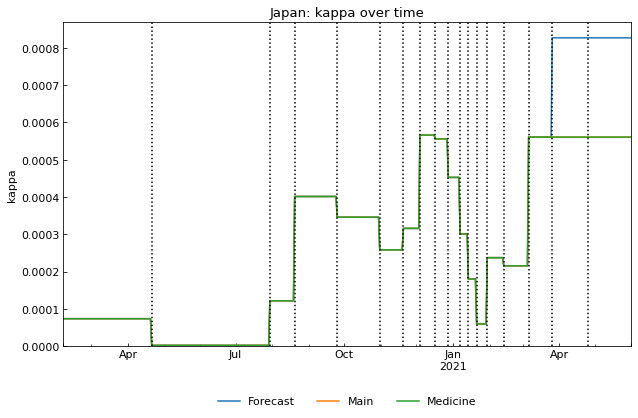 Japan: kappa over time
0.0008
0.0007
0.0006
0.0005
0.0004
0.0003
0.0002
0.0001
0.0000
kappa
Apr Jul Oct Jan Apr
2021
Forecast Main Medicine